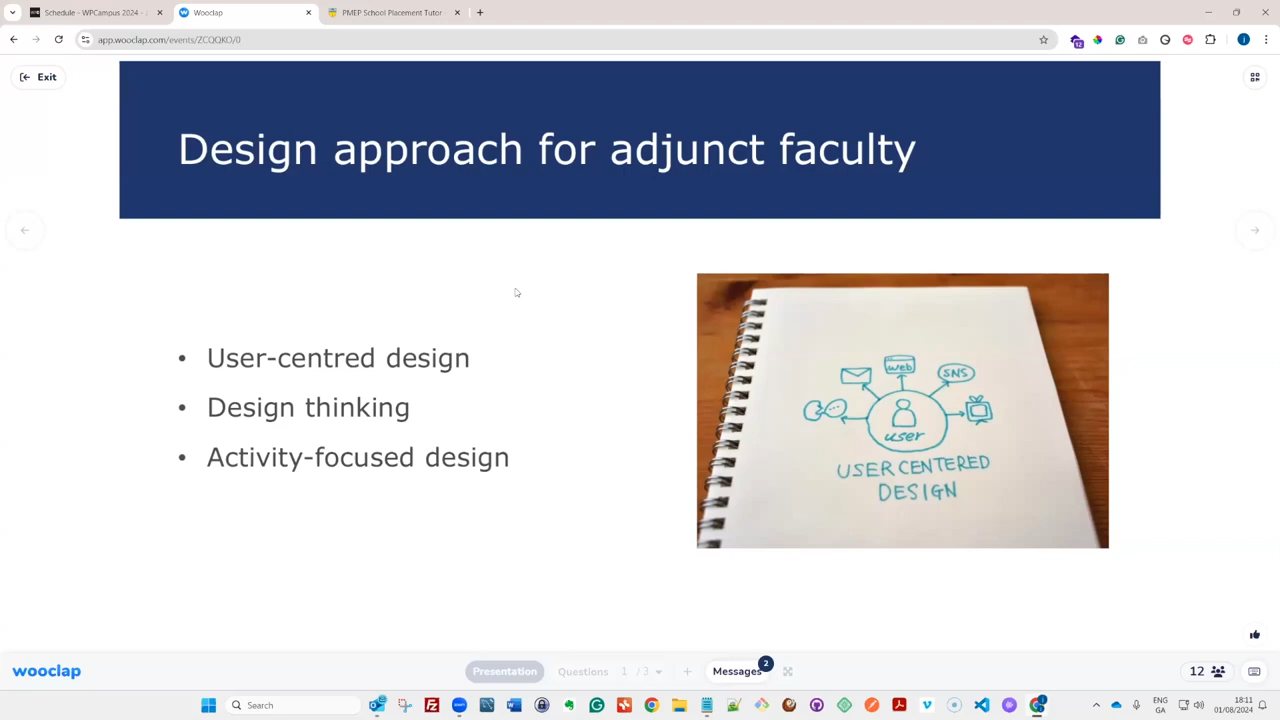 Schedule - WPCampus 2024 -
Wooclap
PMEP School Placement Tutor
app.wooclap.com/events/ZCQQKO/0
12
i
Exit
Design approach for adjunct faculty
• User-centred design
• Design thinking
• Activity-focused design
web
SNS
user
USER CENTERED
DESIGN
wooclap
Presentation
Questions 1 / 3
Messages
2
12
Search
ENG
GA
18:11
01/08/2024